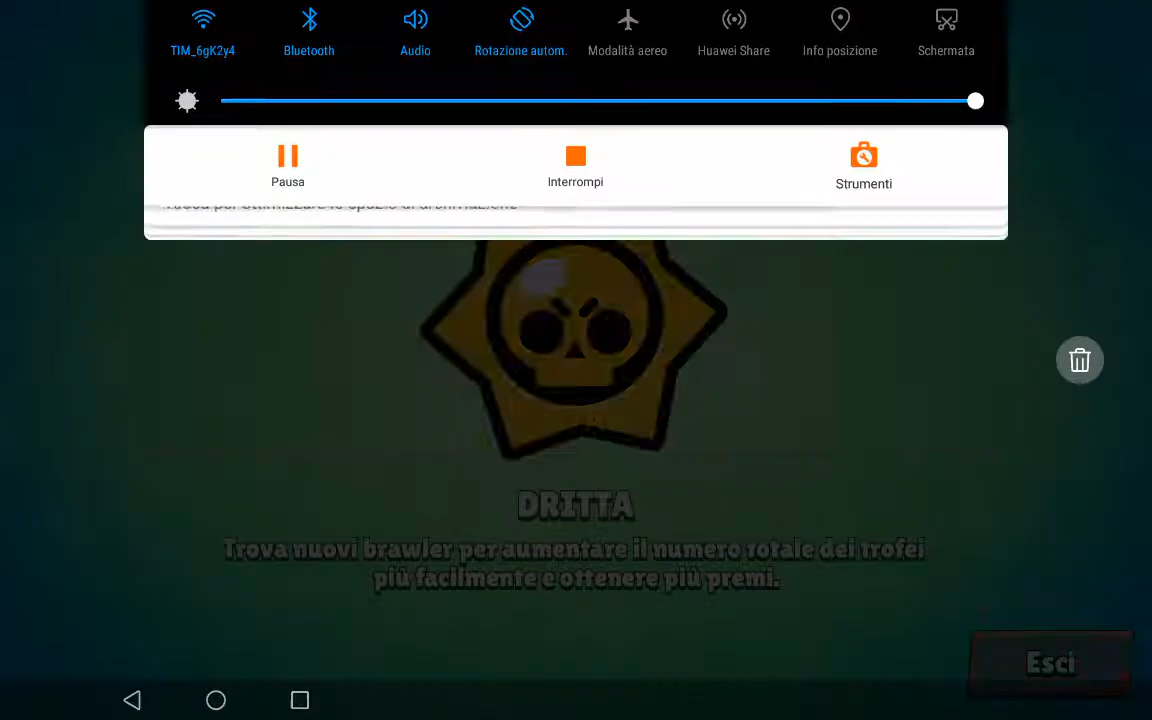 TIM_6gK2y4 Bluetooth Audio Rotazione autom. Modalità aereo Huawei Share Info posizione Schermata
Pausa Interrompi Strumenti
DRITTA
Trova nuovi brawler per aumentare il numero totale dei trofei
più facilmente e ottenere più premi.
Esci